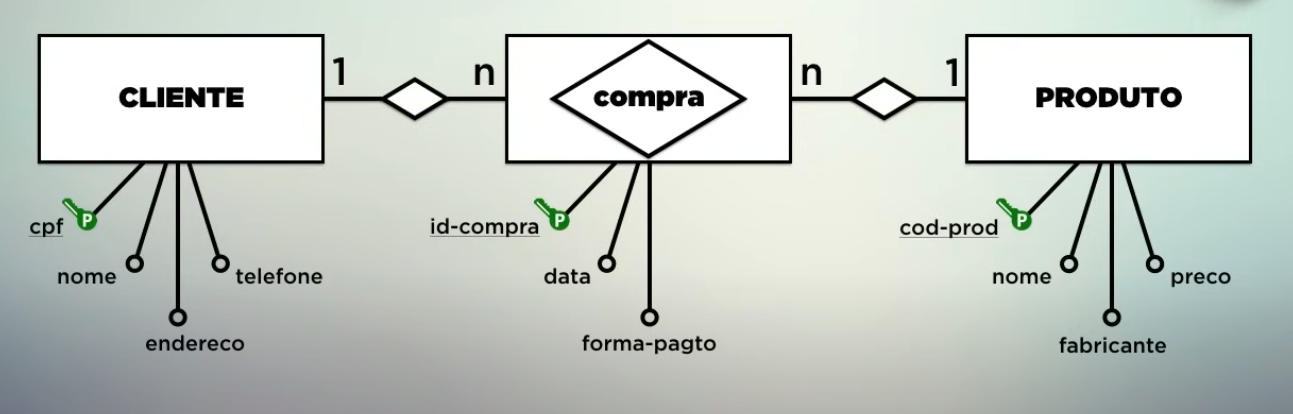 CLIENTE
1
n
compra
n
1
PRODUTO
cpf
P
nome
endereco
telefone
id-compra
P
data
forma-pagto
cod-prod
P
nome
fabricante
preco